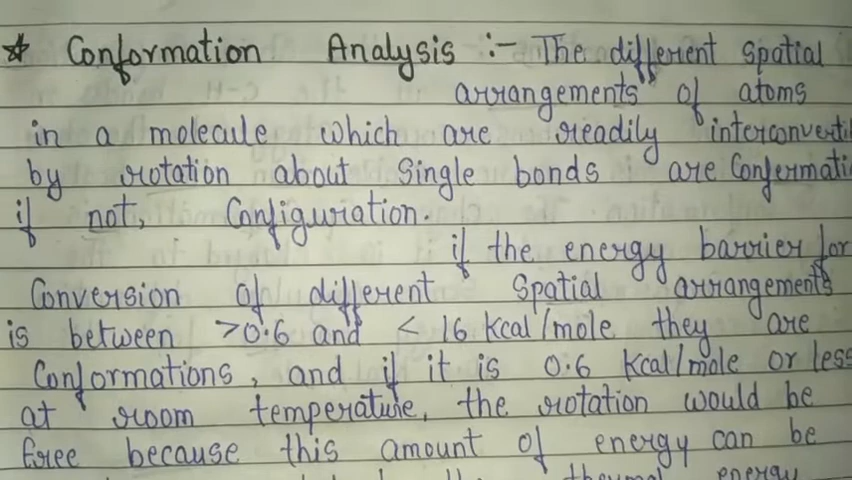 * Conformation Analysis :- The different spatial
arrangements of atoms
in a molecule which are readily interconverti
by rotation about single bonds are Conformati
if not, Configuration.
if the energy barrier for
Conversion of different spatial arrangements
is between >0.6 and < 16 Kcal/mole they are
Conformations, and if it is 0.6 Kcal/mole or less
at room temperature, the rotation would be
free because this amount of energy can be
the thermal energy